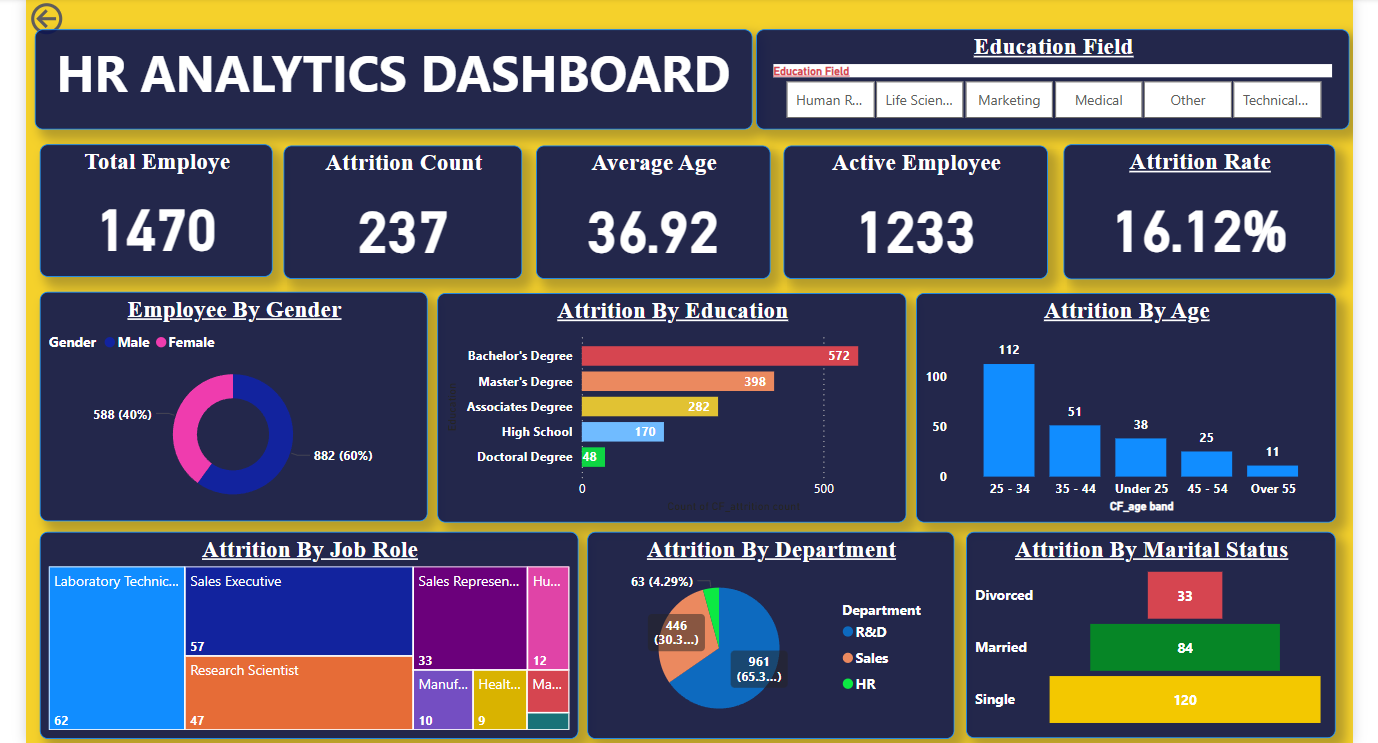 HR ANALYTICS DASHBOARD
Education Field
Education Field
Human R...
Life Scien...
Marketing
Medical
Other
Technical...
Total Employe
1470
Attrition Count
237
Average Age
36.92
Active Employee
1233
Attrition Rate
16.12%
Employee By Gender
Gender Male Female
588 (40%)
882 (60%)
Attrition By Education
Bachelor's Degree 572
Master's Degree 398
Associates Degree 282
High School 170
Doctoral Degree 48
0 500
Attrition By Age
100
50
0
112
51
38
25
11
25 - 34
35 - 44
Under 25
45 - 54
Over 55
CF_age band
Attrition By Job Role
Laboratory Technic...
62
Sales Executive
57
Research Scientist
47
Sales Represen...
33
Hu...
12
Manuf...
10
Healt...
9
Ma...
Attrition By Department
63 (4.29%)
446
(30.3...)
961
(65.3...)
Department
R&D
Sales
HR
Attrition By Marital Status
Divorced 33
Married 84
Single 120